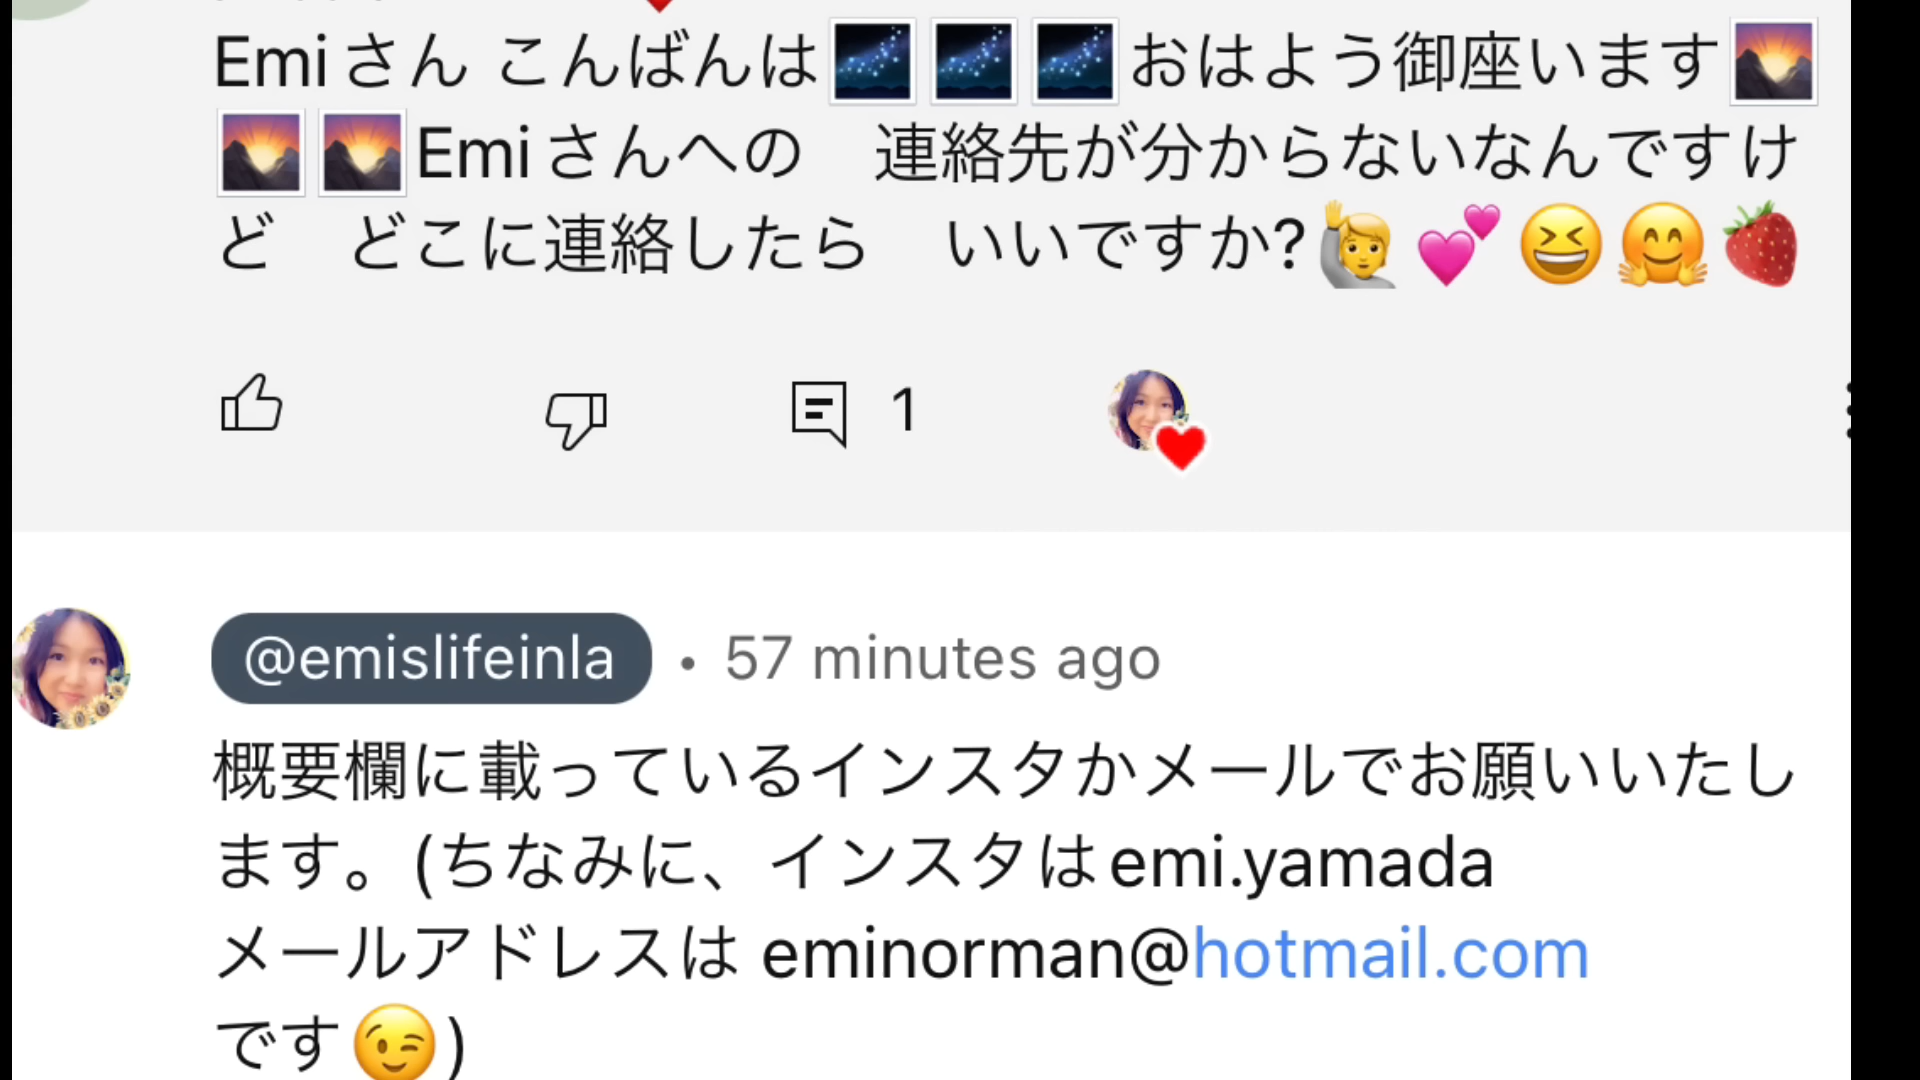 Emiさん こんばんは🌌🌌🌌おはよう御座います🌄
🌄🌄Emiさんへの　連絡先が分からないなんですけ
ど　どこに連絡したら　いいですか?🙋💕😆🤗🍓
1
@emislifeinla · 57 minutes ago
概要欄に載っているインスタかメールでお願いいたし
ます。(ちなみに、インスタはemi.yamada
メールアドレスは eminorman@hotmail.com
です😉)